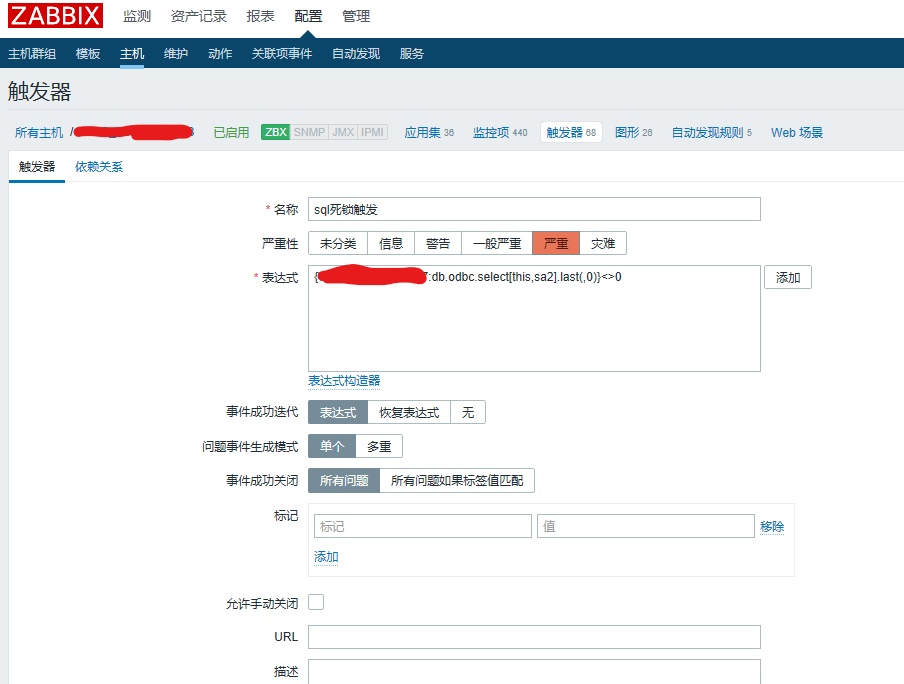 ZABBIX 监测 资产记录 报表 配置 管理
主机群组 模板 主机 维护 动作 关联项事件 自动发现 服务
触发器
所有主机 / 已启用 ZBX SNMP JMX IPMI 应用集 36 监控项 440 触发器 68 图形 26 自动发现规则 5 Web 场景
触发器 依赖关系
* 名称 sql死锁触发
严重性 未分类 信息 警告 一般严重 严重 灾难
* 表达式 { :db.odbc.select[this,sa2].last(,0)}<>0 添加
表达式构造器
事件成功迭代 表达式 恢复表达式 无
问题事件生成模式 单个 多重
事件成功关闭 所有问题 所有问题如果标签值匹配
标记 标记 值 移除
添加
允许手动关闭
URL
描述